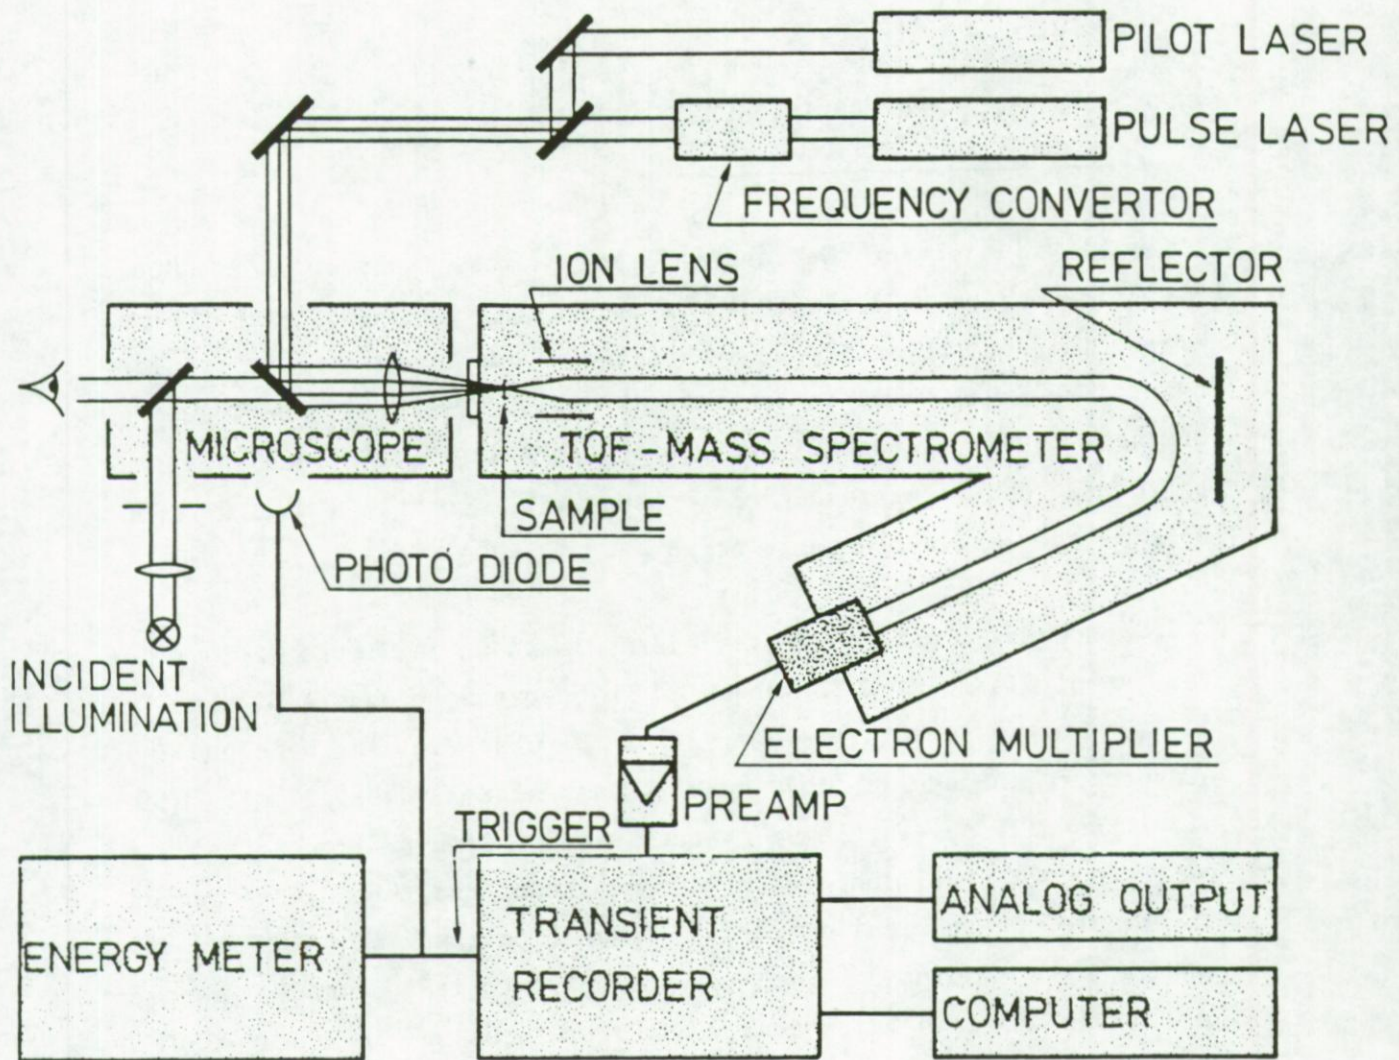 PILOT LASER
PULSE LASER
FREQUENCY CONVERTOR
ION LENS
REFLECTOR
MICROSCOPE
TOF-MASS SPECTROMETER
SAMPLE
PHOTO DIODE
INCIDENT
ILLUMINATION
ELECTRON MULTIPLIER
PREAMP
TRIGGER
ENERGY METER
TRANSIENT
RECORDER
ANALOG OUTPUT
COMPUTER